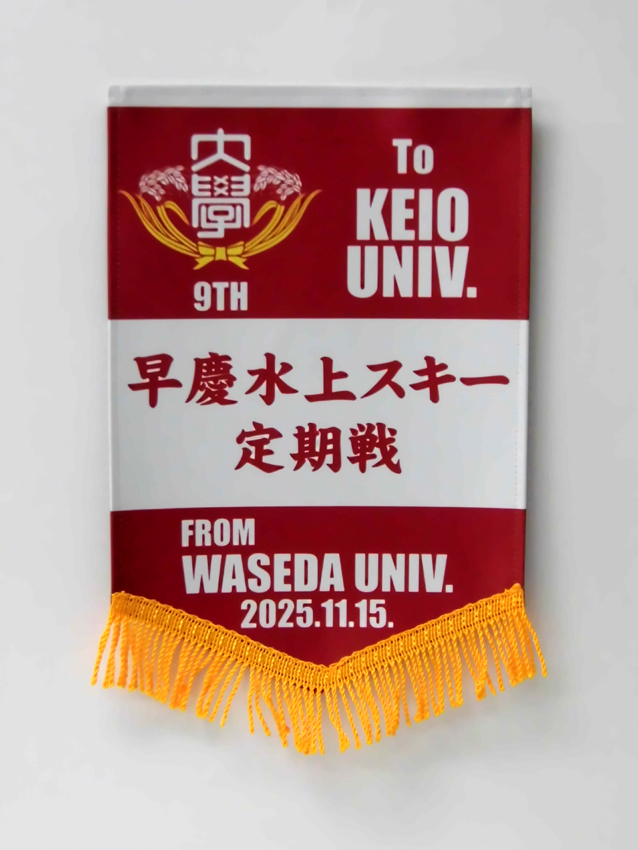 大學
9TH
To
KEIO
UNIV.
早慶水上スキー
定期戦
FROM
WASEDA UNIV.
2025.11.15.